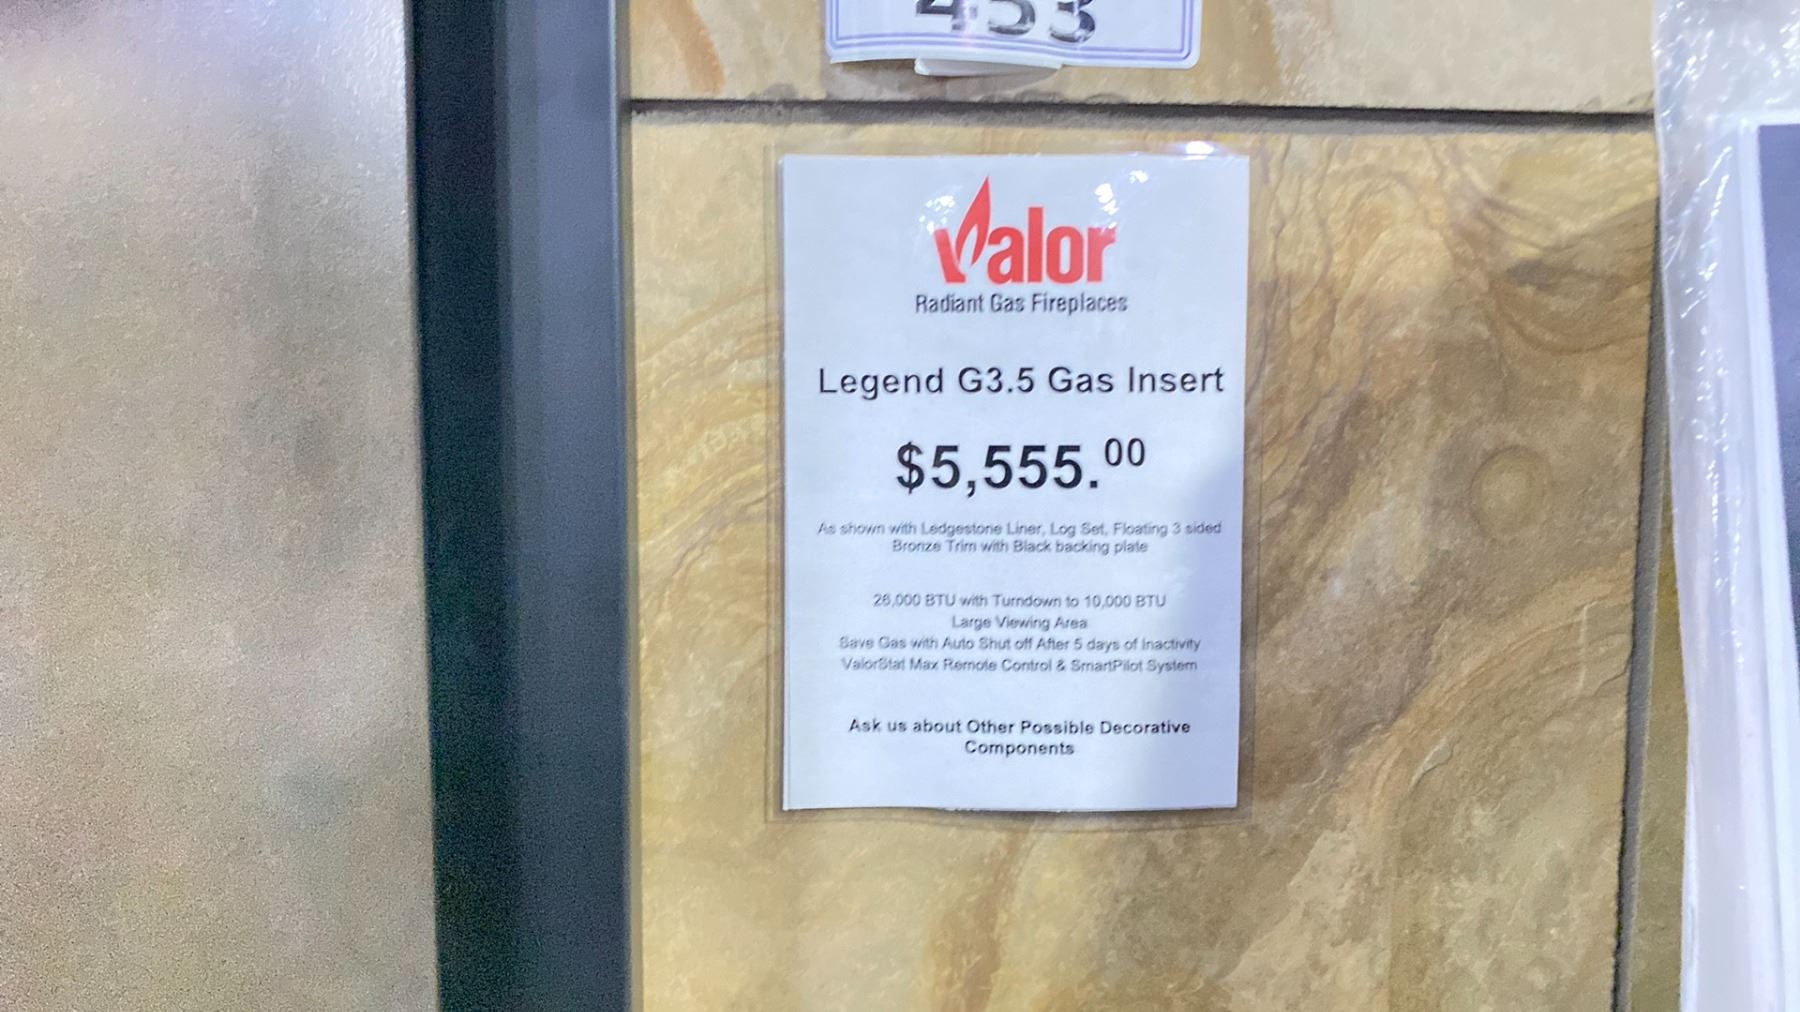 453
Valor
Radiant Gas Fireplaces
Legend G3.5 Gas Insert
$5,555.00
As shown with Ledgestone Liner, Log Set, Floating 3 sided
Bronze Trim with Black backing plate
26,000 BTU with Turndown to 10,000 BTU
Large Viewing Area
Save Gas with Auto Shut off After 5 days of Inactivity
ValorStat Max Remote Control & SmartPilot System
Ask us about Other Possible Decorative
Components